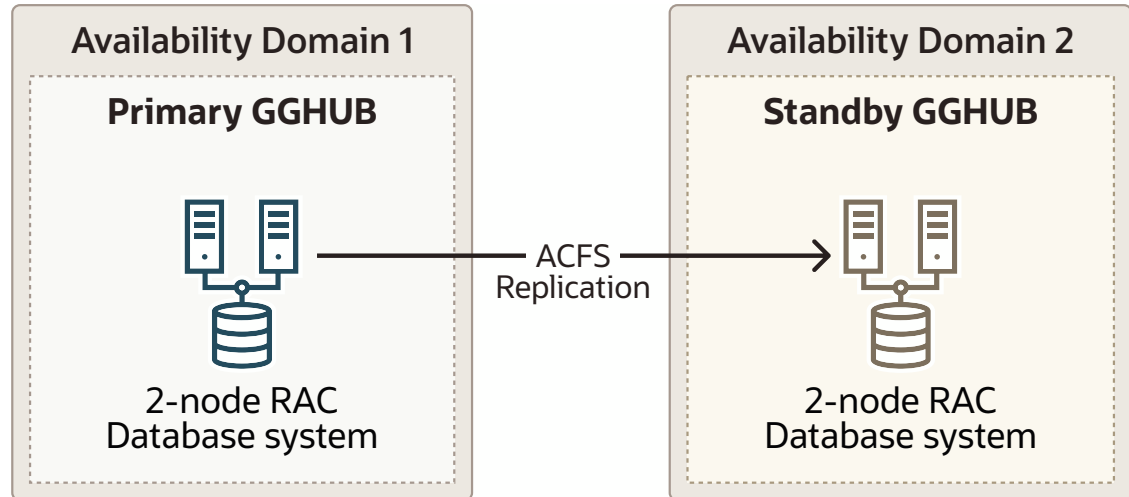 Availability Domain 1
Primary GGHUB
2-node RAC
Database system
ACFS
Replication
Availability Domain 2
Standby GGHUB
2-node RAC
Database system